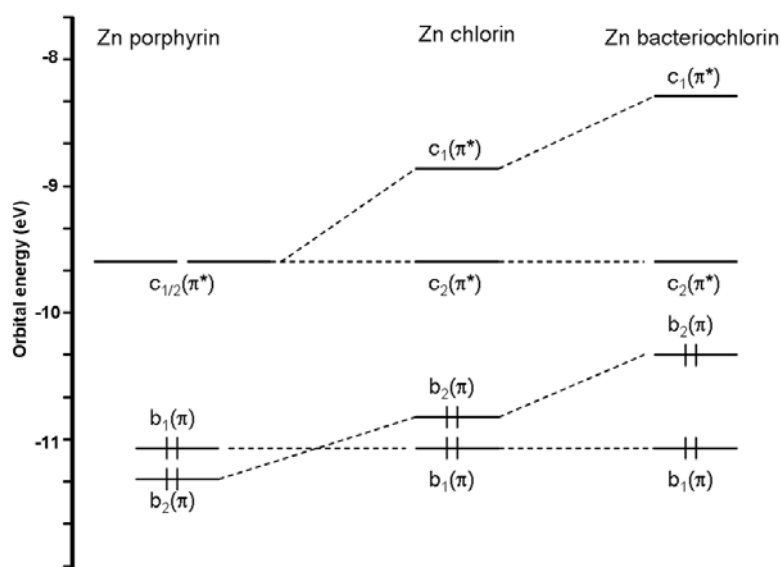 Zn porphyrin
Zn chlorin
Zn bacteriochlorin
Orbital energy (eV)
-8
-9
-10
-11
c₁/₂(π*)
b₁(π)
b₂(π)
c₁(π*)
c₂(π*)
b₂(π)
b₁(π)
c₁(π*)
c₂(π*)
b₂(π)
b₁(π)